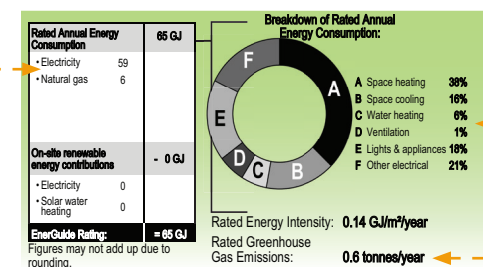 Rated Annual Energy Consumption 65 GJ
• Electricity 59
• Natural gas 6
On-site renewable energy contributions - 0 GJ
• Electricity 0
• Solar water heating 0
EnerGuide Rating: = 65 GJ
Figures may not add up due to rounding.
Breakdown of Rated Annual
Energy Consumption:
F
A
E
D
C
B
A Space heating 38%
B Space cooling 16%
C Water heating 6%
D Ventilation 1%
E Lights & appliances 18%
F Other electrical 21%
Rated Energy Intensity: 0.14 GJ/m²/year
Rated Greenhouse
Gas Emissions: 0.6 tonnes/year